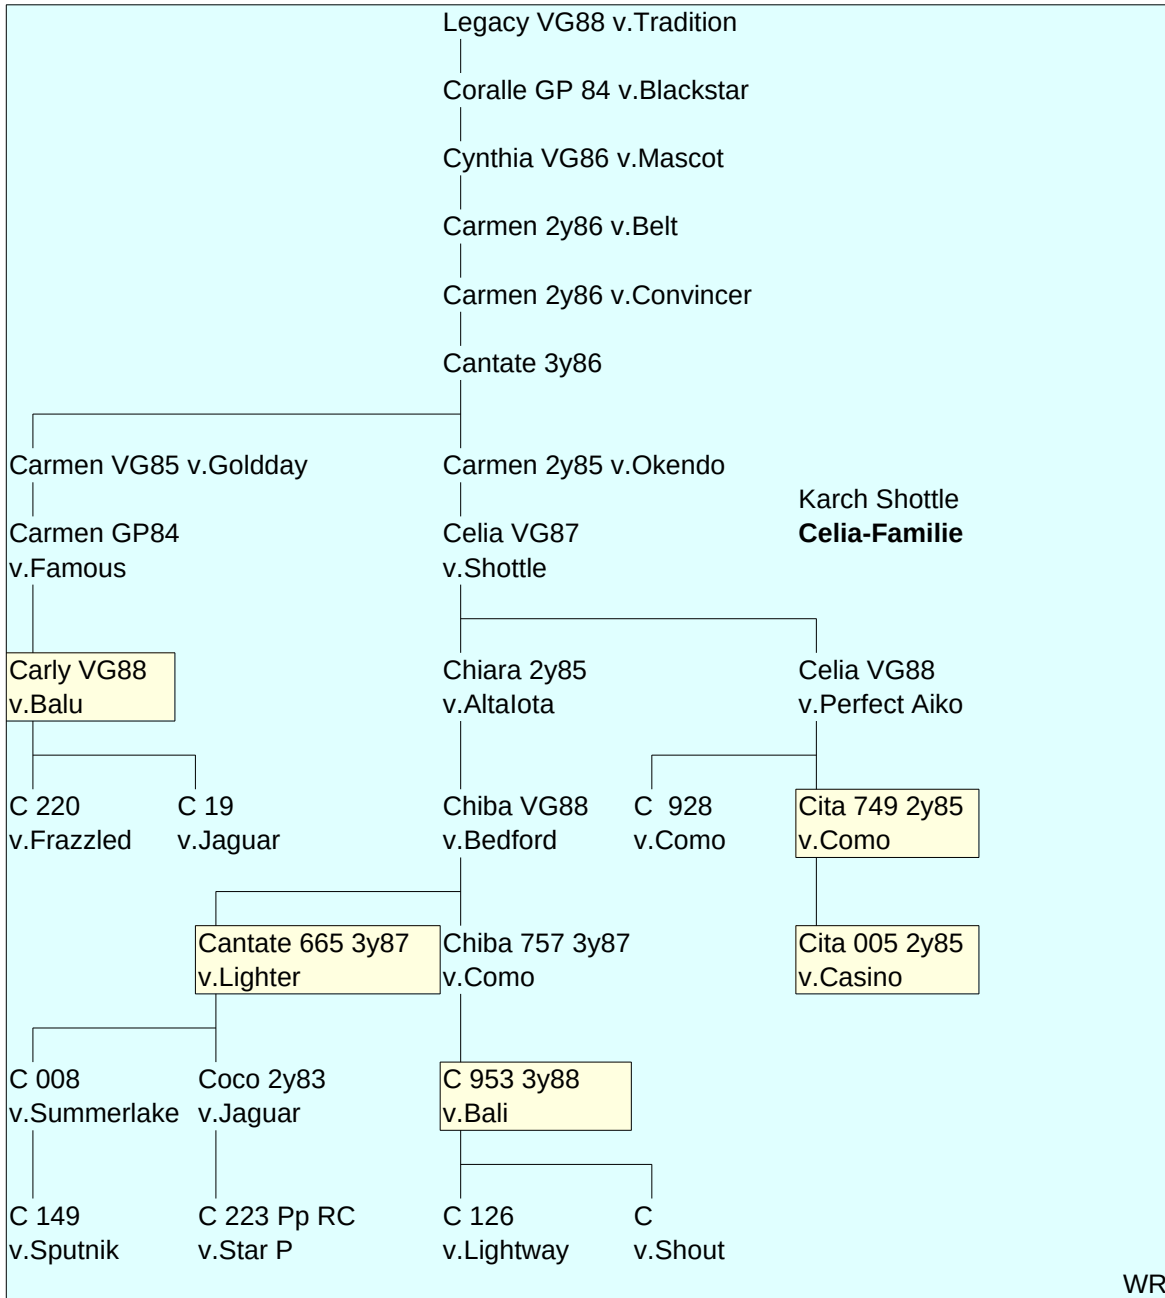 Legacy VG88 v.Tradition
Coralle GP 84 v.Blackstar
Cynthia VG86 v.Mascot
Carmen 2y86 v.Belt
Carmen 2y86 v.Convincer
Cantate 3y86
Carmen VG85 v.Goldday
Carmen 2y85 v.Okendo
Karch Shottle
Celia-Familie
Carmen GP84
v.Famous
Celia VG87
v.Shottle
Carly VG88
v.Balu
Chiara 2y85
v.AltaIota
Celia VG88
v.Perfect Aiko
C 220
v.Frazzled
C 19
v.Jaguar
Chiba VG88
v.Bedford
C  928
v.Como
Cita 749 2y85
v.Como
Cantate 665 3y87
v.Lighter
Chiba 757 3y87
v.Como
Cita 005 2y85
v.Casino
C 008
v.Summerlake
Coco 2y83
v.Jaguar
C 953 3y88
v.Bali
C 149
v.Sputnik
C 223 Pp RC
v.Star P
C 126
v.Lightway
C
v.Shout
WR